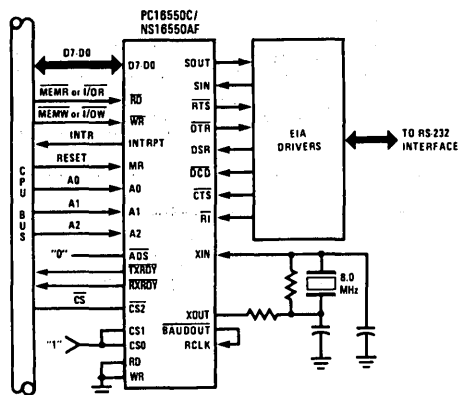 PC16550C/
NS16550AF
D7-D0
D7-D0
MEMR or I/OR
RD
MEMW or I/OW
WR
INTR
INTRPT
RESET
MR
A0
A0
A1
A1
A2
A2
"0"
ADS
TXRDY
RXRDY
CS
CS2
"1"
CS1
CS0
RD
WR
CPU BUS
SOUT
SIN
RTS
DTR
DSR
DCD
CTS
RI
XIN
XOUT
BAUDOUT
RCLK
EIA
DRIVERS
TO RS-232
INTERFACE
8.0
MHz